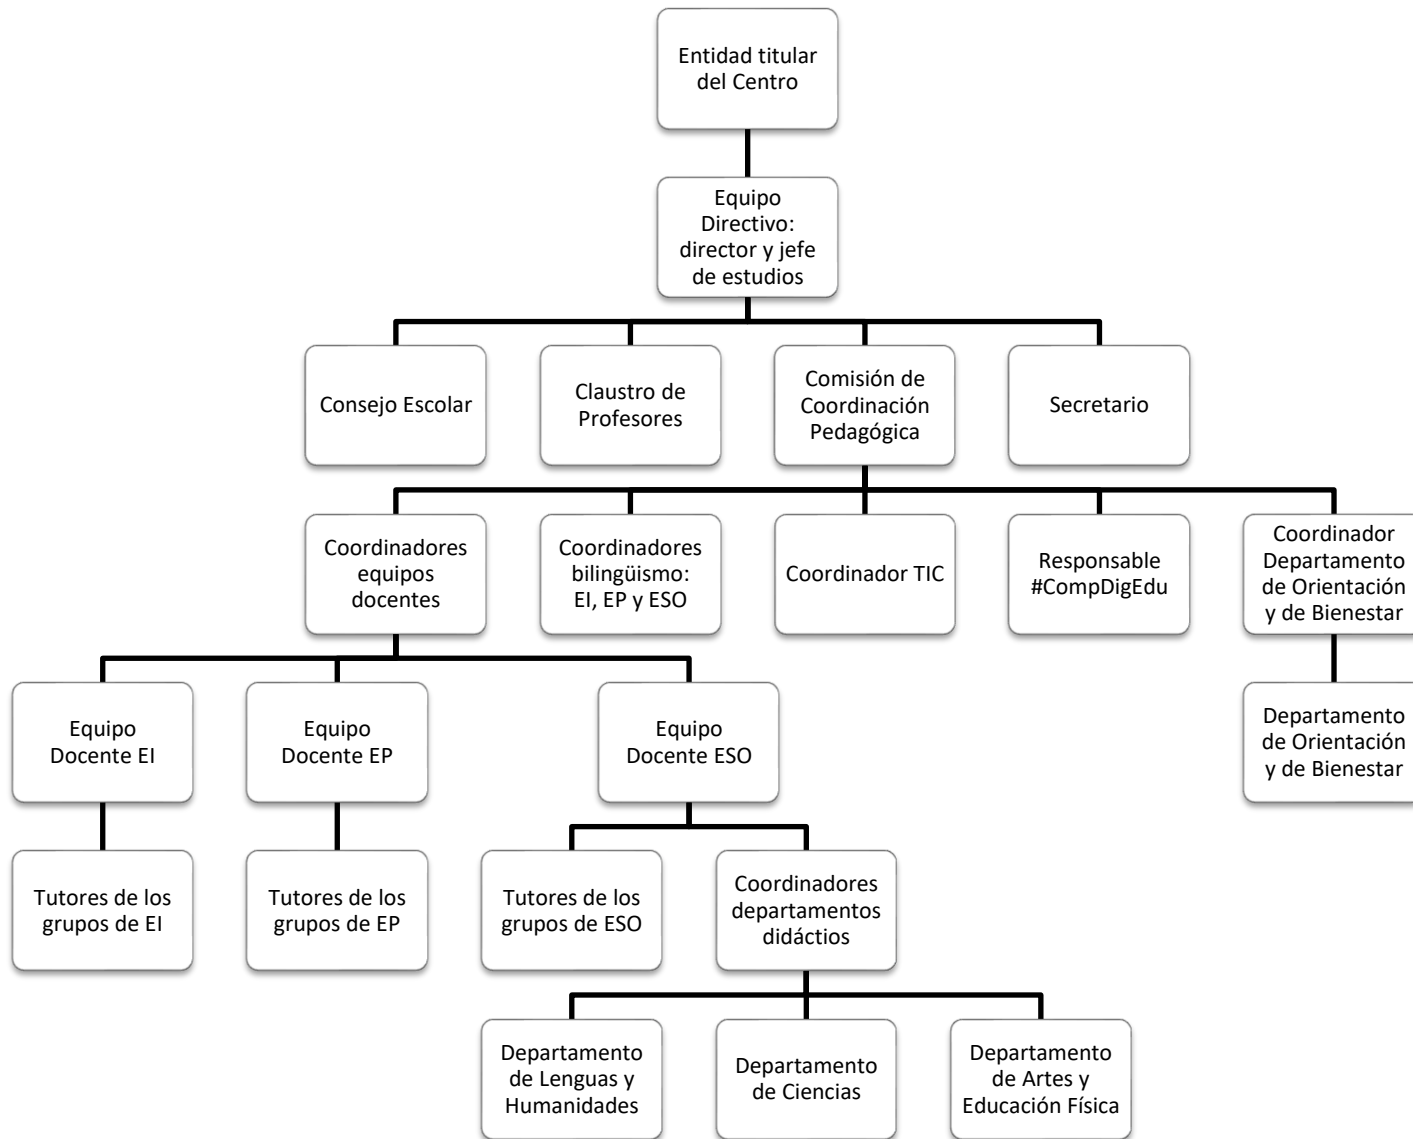 Entidad titular
del Centro
Equipo
Directivo:
director y jefe
de estudios
Consejo Escolar
Claustro de
Profesores
Comisión de
Coordinación
Pedagógica
Secretario
Coordinadores
equipos
docentes
Coordinadores
bilingüismo:
EI, EP y ESO
Coordinador TIC
Responsable
#CompDigEdu
Coordinador
Departamento
de Orientación
y de Bienestar
Equipo
Docente EI
Equipo
Docente EP
Equipo
Docente ESO
Departamento
de Orientación
y de Bienestar
Tutores de los
grupos de EI
Tutores de los
grupos de EP
Tutores de los
grupos de ESO
Coordinadores
departamentos
didáctios
Departamento
de Lenguas y
Humanidades
Departamento
de Ciencias
Departamento
de Artes y
Educación Física